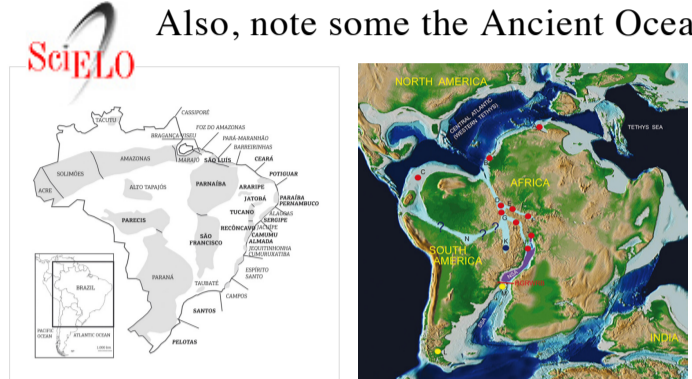 Also, note some the Ancient Ocea
SciELO
CASSIPORÉ
TACUTU
FOZ DO AMAZONAS
BRAGANÇA-VISEU
PARÁ-MARANHÃO
BARREIRINHAS
AMAZONAS
MARAJÓ
SÃO LUÍS
CEARÁ
SOLIMÕES
POTIGUAR
ACRE
ALTO TAPAJÓS
PARNAÍBA
ARARIPE
JATOBÁ
PARAÍBA
PERNAMBUCO
TUCANO
ALAGOAS
SERGIPE
PARECIS
RECÔNCAVO
JACUÍPE
CAMUMU
SÃO
FRANCISCO
ALMADA
JEQUITINHONHA
CUMURUXATIBA
ESPÍRITO
SANTO
PARANÁ
TAUBATÉ
CAMPOS
SANTOS
PELOTAS
BRAZIL
PACIFIC
OCEAN
ATLANTIC OCEAN
NORTH AMERICA
CENTRAL ATLANTIC
(WESTERN TETHYS)
TETHYS SEA
C
AFRICA
?
N
? ?
SOUTH
AMERICA
INDIA